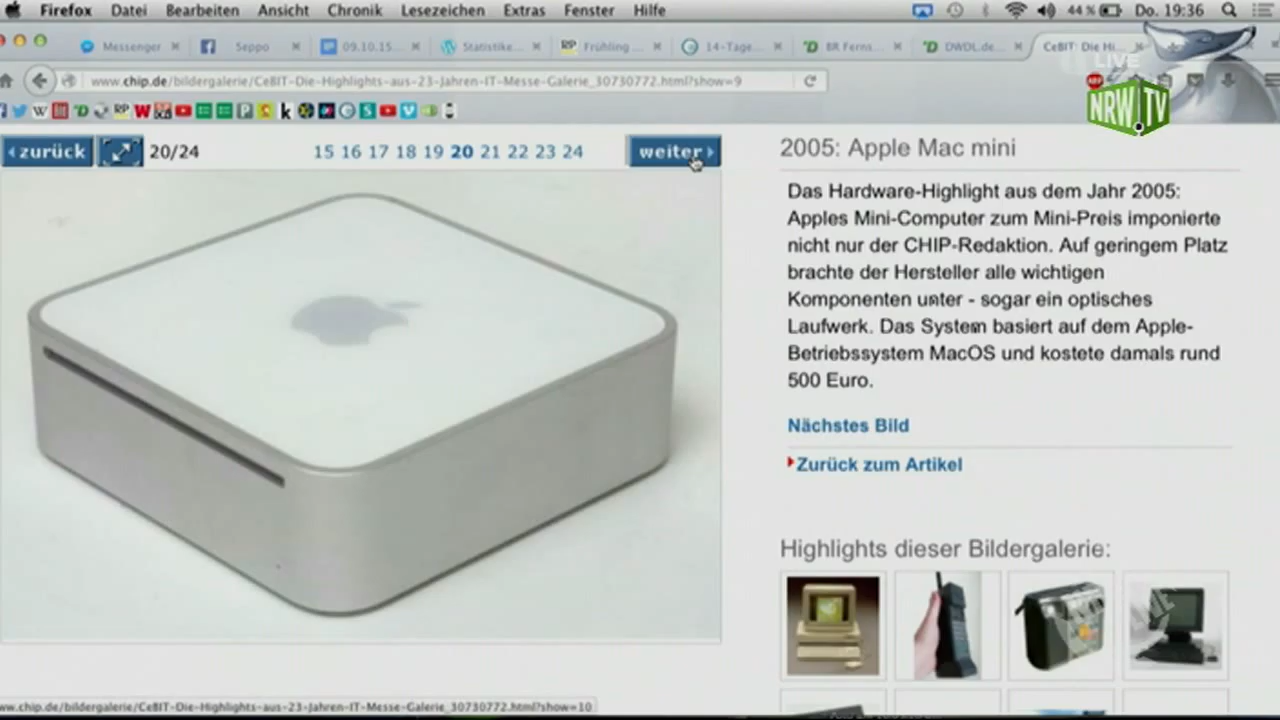 Firefox Datei Bearbeiten Ansicht Chronik Lesezeichen Extras Fenster Hilfe 44 % Do. 19:36
Messenger Seppo 09.10.15... Statistike... Frühling ... 14-Tage... BR Ferns... DWDL.de... CeBIT: Die Hi...
LIVE
www.chip.de/bildergalerie/CeBIT-Die-Highlights-aus-23-Jahren-IT-Messe-Galerie_30730772.html?show=9
NRW.TV
zurück 20/24 15 16 17 18 19 20 21 22 23 24 weiter
2005: Apple Mac mini
Das Hardware-Highlight aus dem Jahr 2005:
Apples Mini-Computer zum Mini-Preis imponierte
nicht nur der CHIP-Redaktion. Auf geringem Platz
brachte der Hersteller alle wichtigen
Komponenten unter - sogar ein optisches
Laufwerk. Das System basiert auf dem Apple-
Betriebssystem MacOS und kostete damals rund
500 Euro.
Nächstes Bild
Zurück zum Artikel
Highlights dieser Bildergalerie:
w.chip.de/bildergalerie/CeBIT-Die-Highlights-aus-23-Jahren-IT-Messe-Galerie_30730772.html?show=10